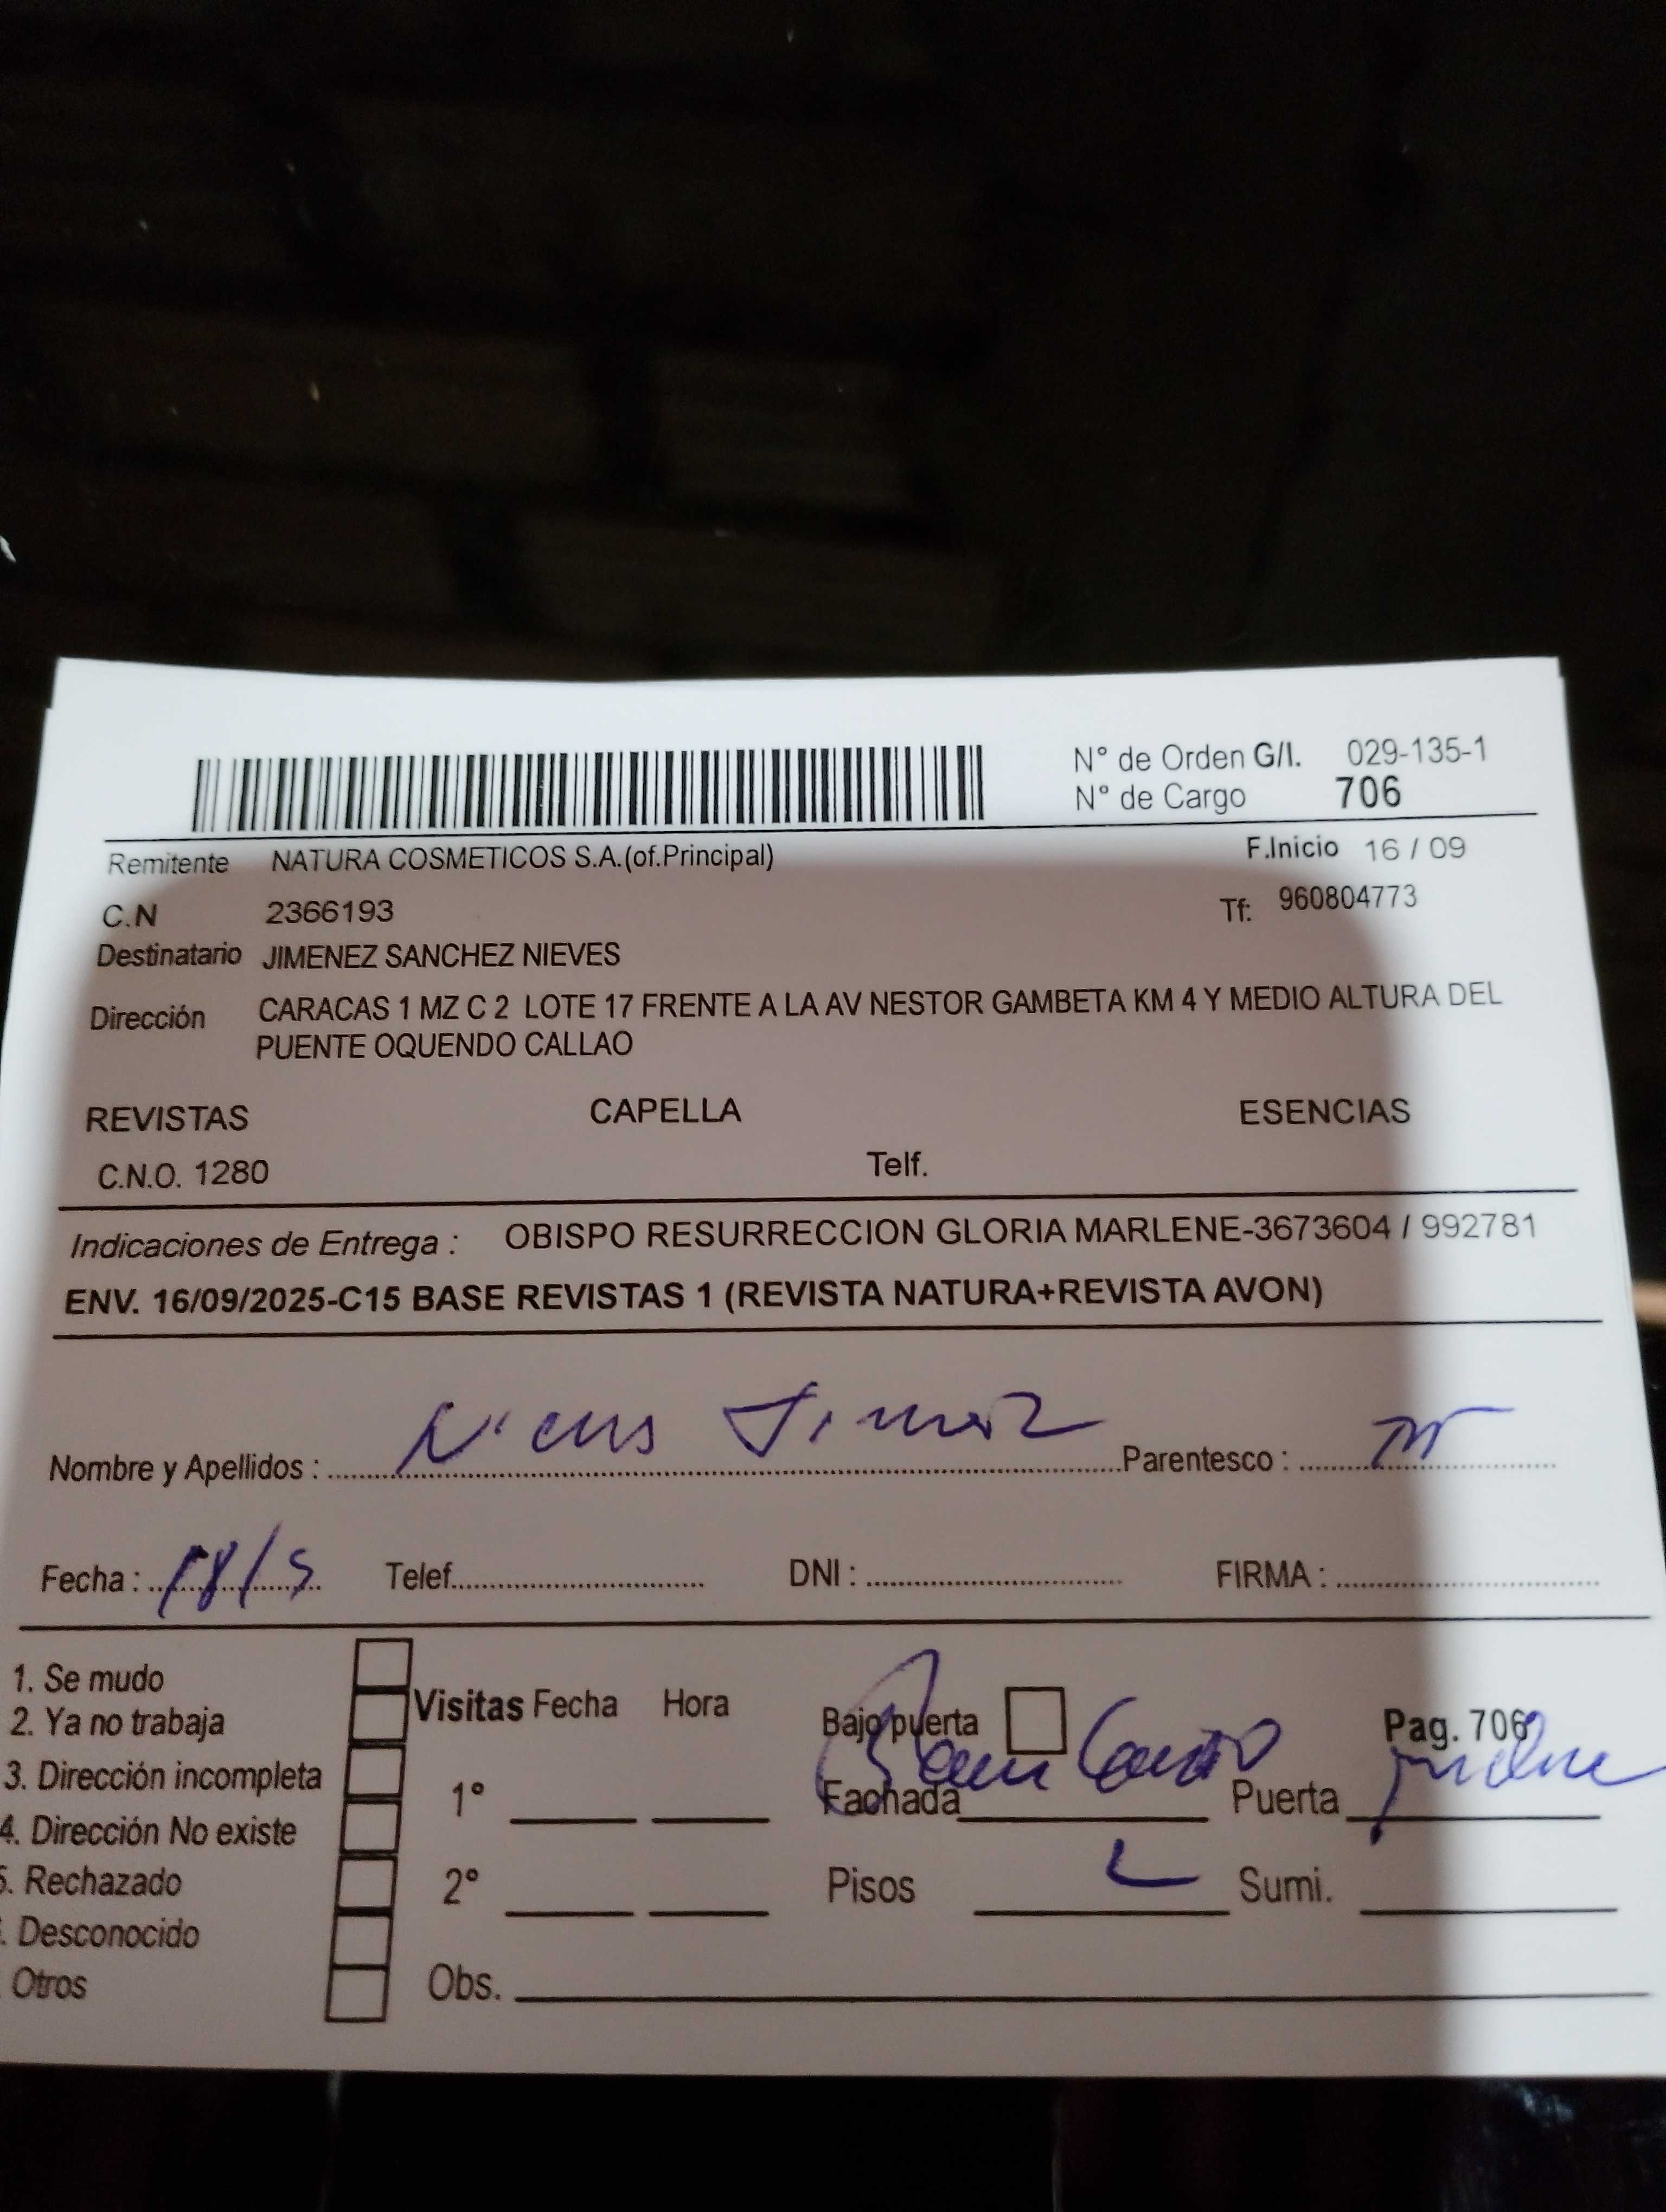 N° de Orden G/I. 029-135-1
N° de Cargo 706
Remitente NATURA COSMETICOS S.A.(of.Principal) F.Inicio 16 / 09
C.N 2366193 Tf: 960804773
Destinatario JIMENEZ SANCHEZ NIEVES
Dirección CARACAS 1 MZ C 2 LOTE 17 FRENTE A LA AV NESTOR GAMBETA KM 4 Y MEDIO ALTURA DEL
PUENTE OQUENDO CALLAO
REVISTAS CAPELLA ESENCIAS
C.N.O. 1280 Telf.
Indicaciones de Entrega : OBISPO RESURRECCION GLORIA MARLENE-3673604 / 992781
ENV. 16/09/2025-C15 BASE REVISTAS 1 (REVISTA NATURA+REVISTA AVON)
Nombre y Apellidos : Nieves Jimenez Parentesco :
Fecha : 18/9 Telef. DNI : FIRMA :
1. Se mudo
2. Ya no trabaja Visitas Fecha Hora Bajo puerta Pag. 706
3. Dirección incompleta 1° Fachada Puerta
4. Dirección No existe
5. Rechazado 2° Pisos Sumi.
. Desconocido
Otros Obs.